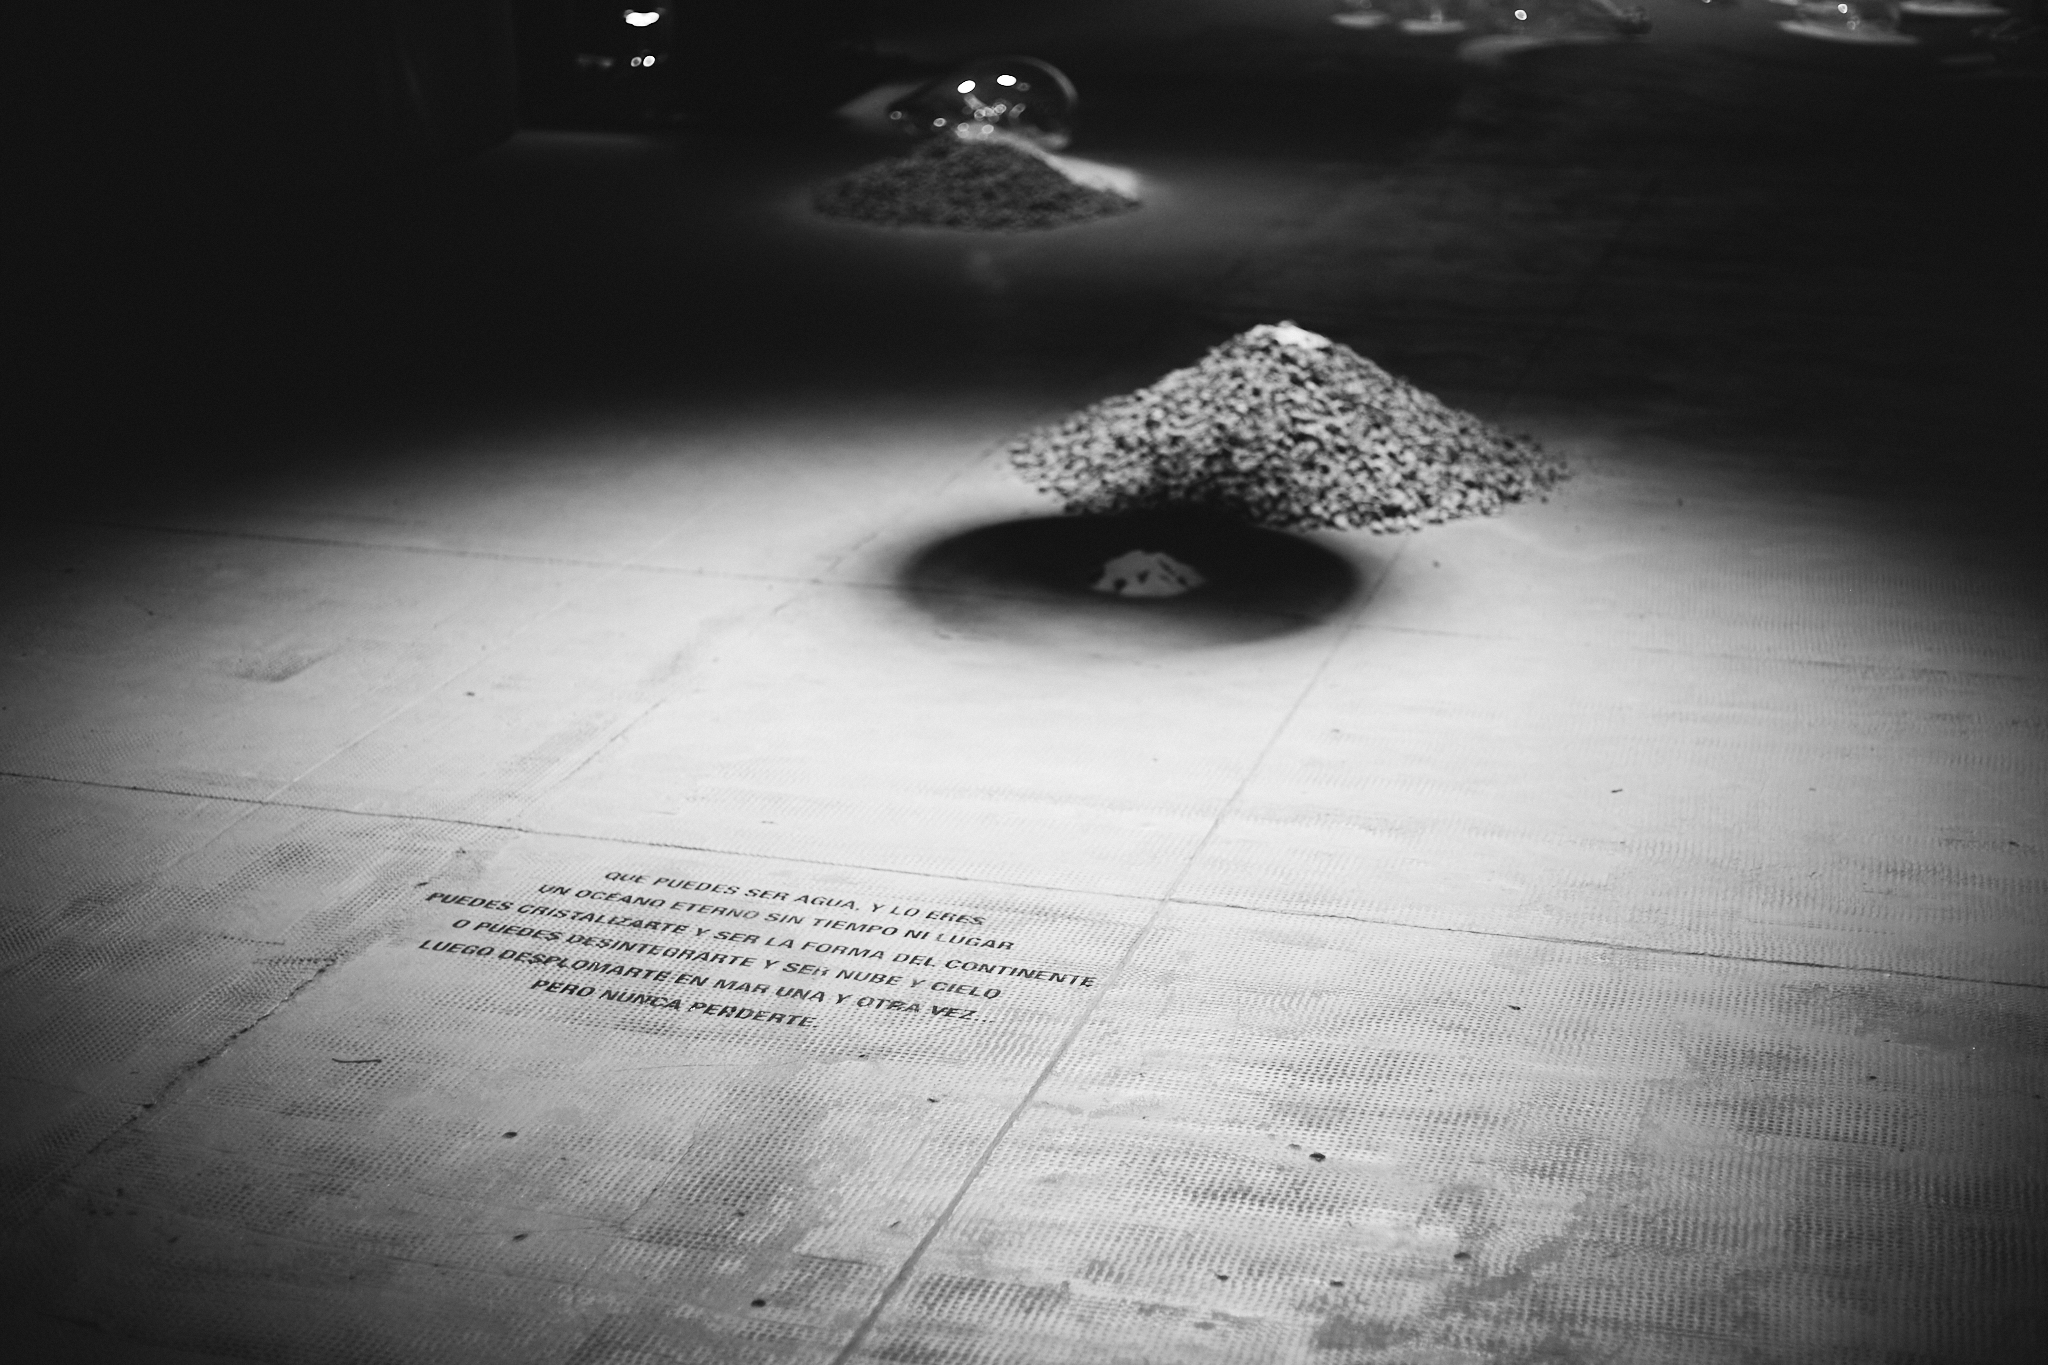 QUE PUEDES SER AGUA, Y LO ERES
UN OCÉANO ETERNO SIN TIEMPO NI LUGAR
PUEDES CRISTALIZARTE Y SER LA FORMA DEL CONTINENTE
O PUEDES DESINTEGRARTE Y SER NUBE Y CIELO
LUEGO DESPLOMARTE EN MAR UNA Y OTRA VEZ...
PERO NUNCA PERDERTE.